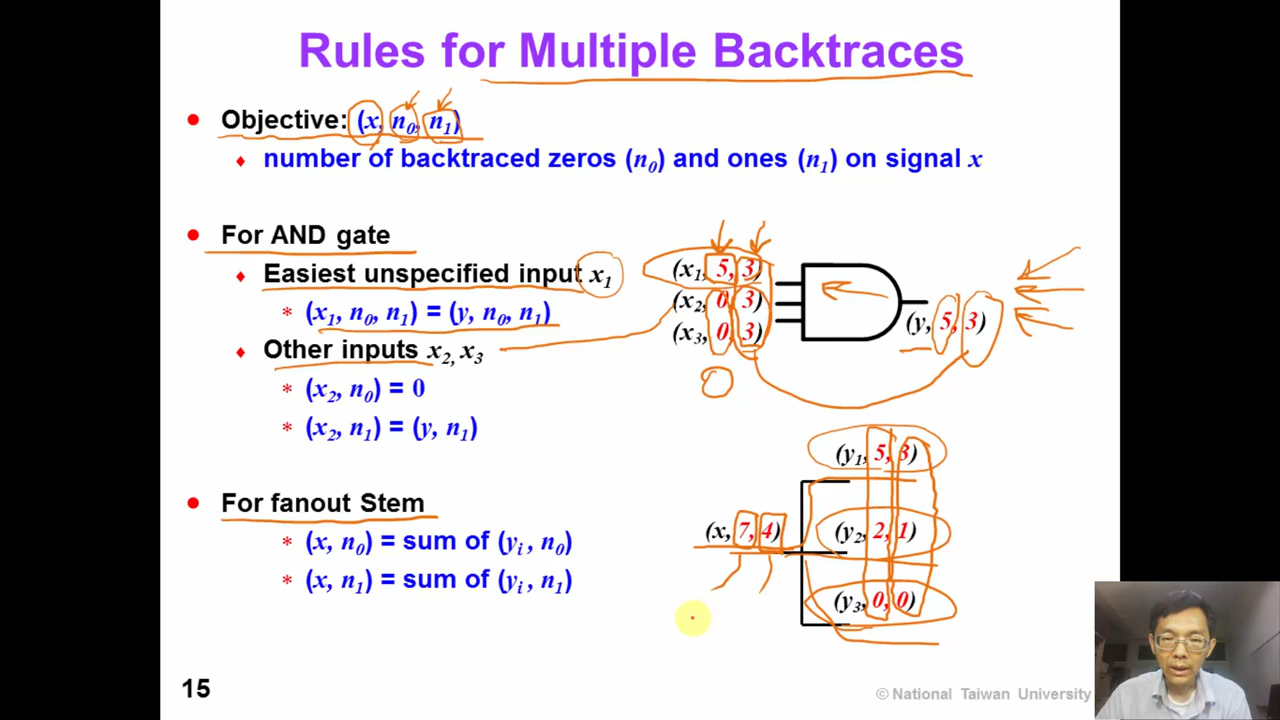 Rules for Multiple Backtraces
• Objective: (x, n0, n1)
♦ number of backtraced zeros (n0) and ones (n1) on signal x
• For AND gate
♦ Easiest unspecified input x1
* (x1, n0, n1) = (y, n0, n1)
♦ Other inputs x2, x3
* (x2, n0) = 0
* (x2, n1) = (y, n1)
(x1, 5, 3)
(x2, 0, 3)
(x3, 0, 3)
(y, 5, 3)
0
• For fanout Stem
* (x, n0) = sum of (yi, n0)
* (x, n1) = sum of (yi, n1)
(y1, 5, 3)
(x, 7, 4)
(y2, 2, 1)
(y3, 0, 0)
15
© National Taiwan University